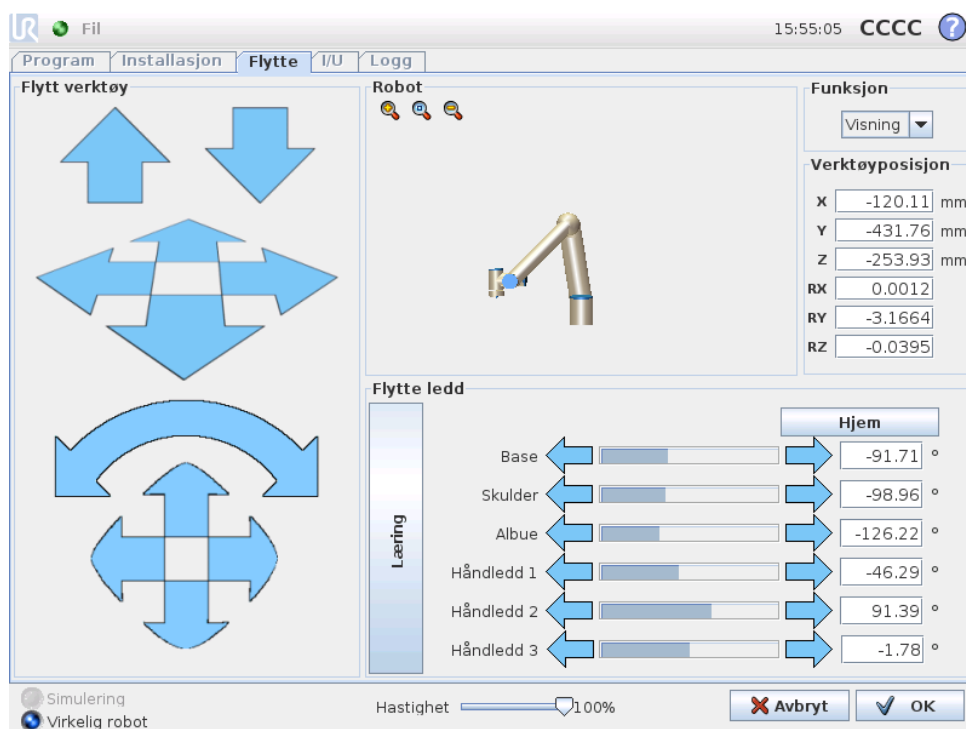 UR Fil 15:55:05 CCCC ?
Program Installasjon Flytte I/U Logg
Flytt verktøy
Robot
Funksjon
Visning
Verktøyposisjon
X -120.11 mm
Y -431.76 mm
Z -253.93 mm
RX 0.0012
RY -3.1664
RZ -0.0395
Flytte ledd
Læring
Hjem
Base -91.71 °
Skulder -98.96 °
Albue -126.22 °
Håndledd 1 -46.29 °
Håndledd 2 91.39 °
Håndledd 3 -1.78 °
Simulering
Virkelig robot
Hastighet 100%
Avbryt OK